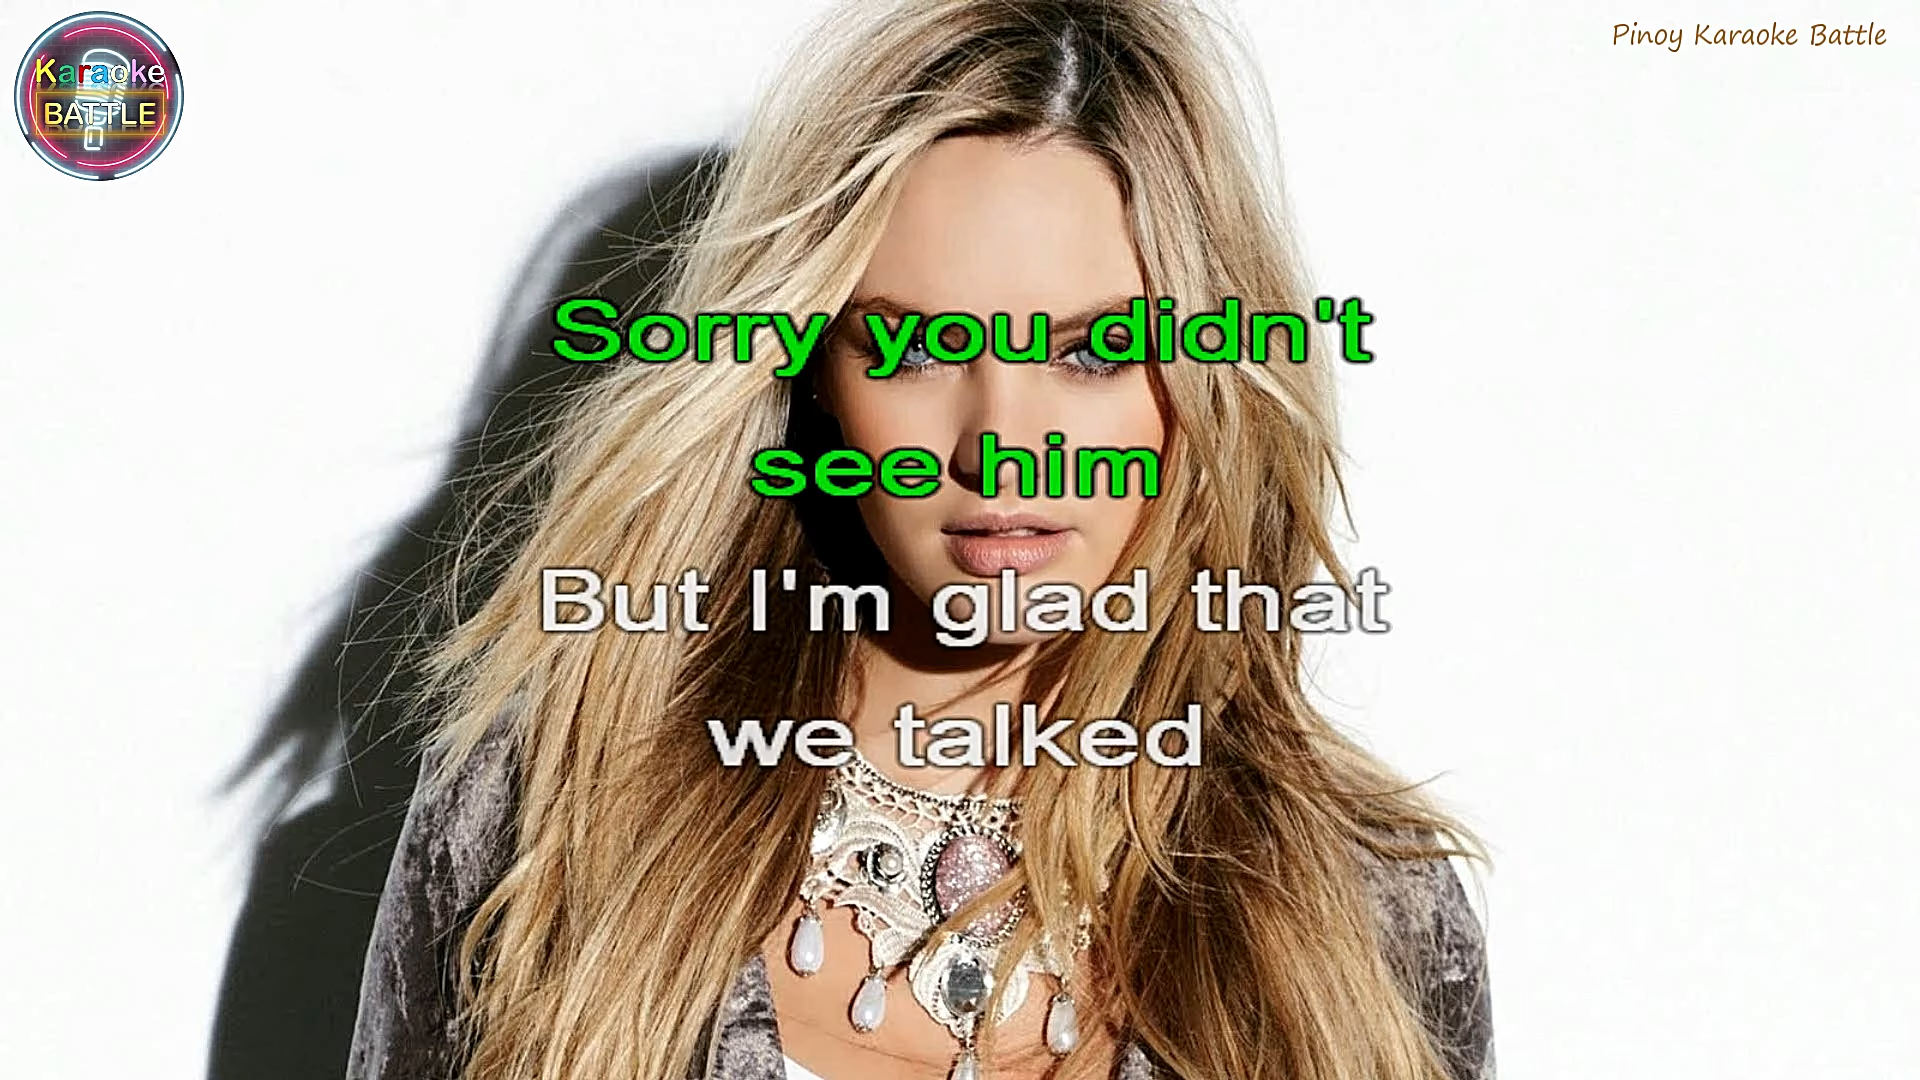 Karaoke
BATTLE
Pinoy Karaoke Battle
Sorry you didn't
see him
But I'm glad that
we talked